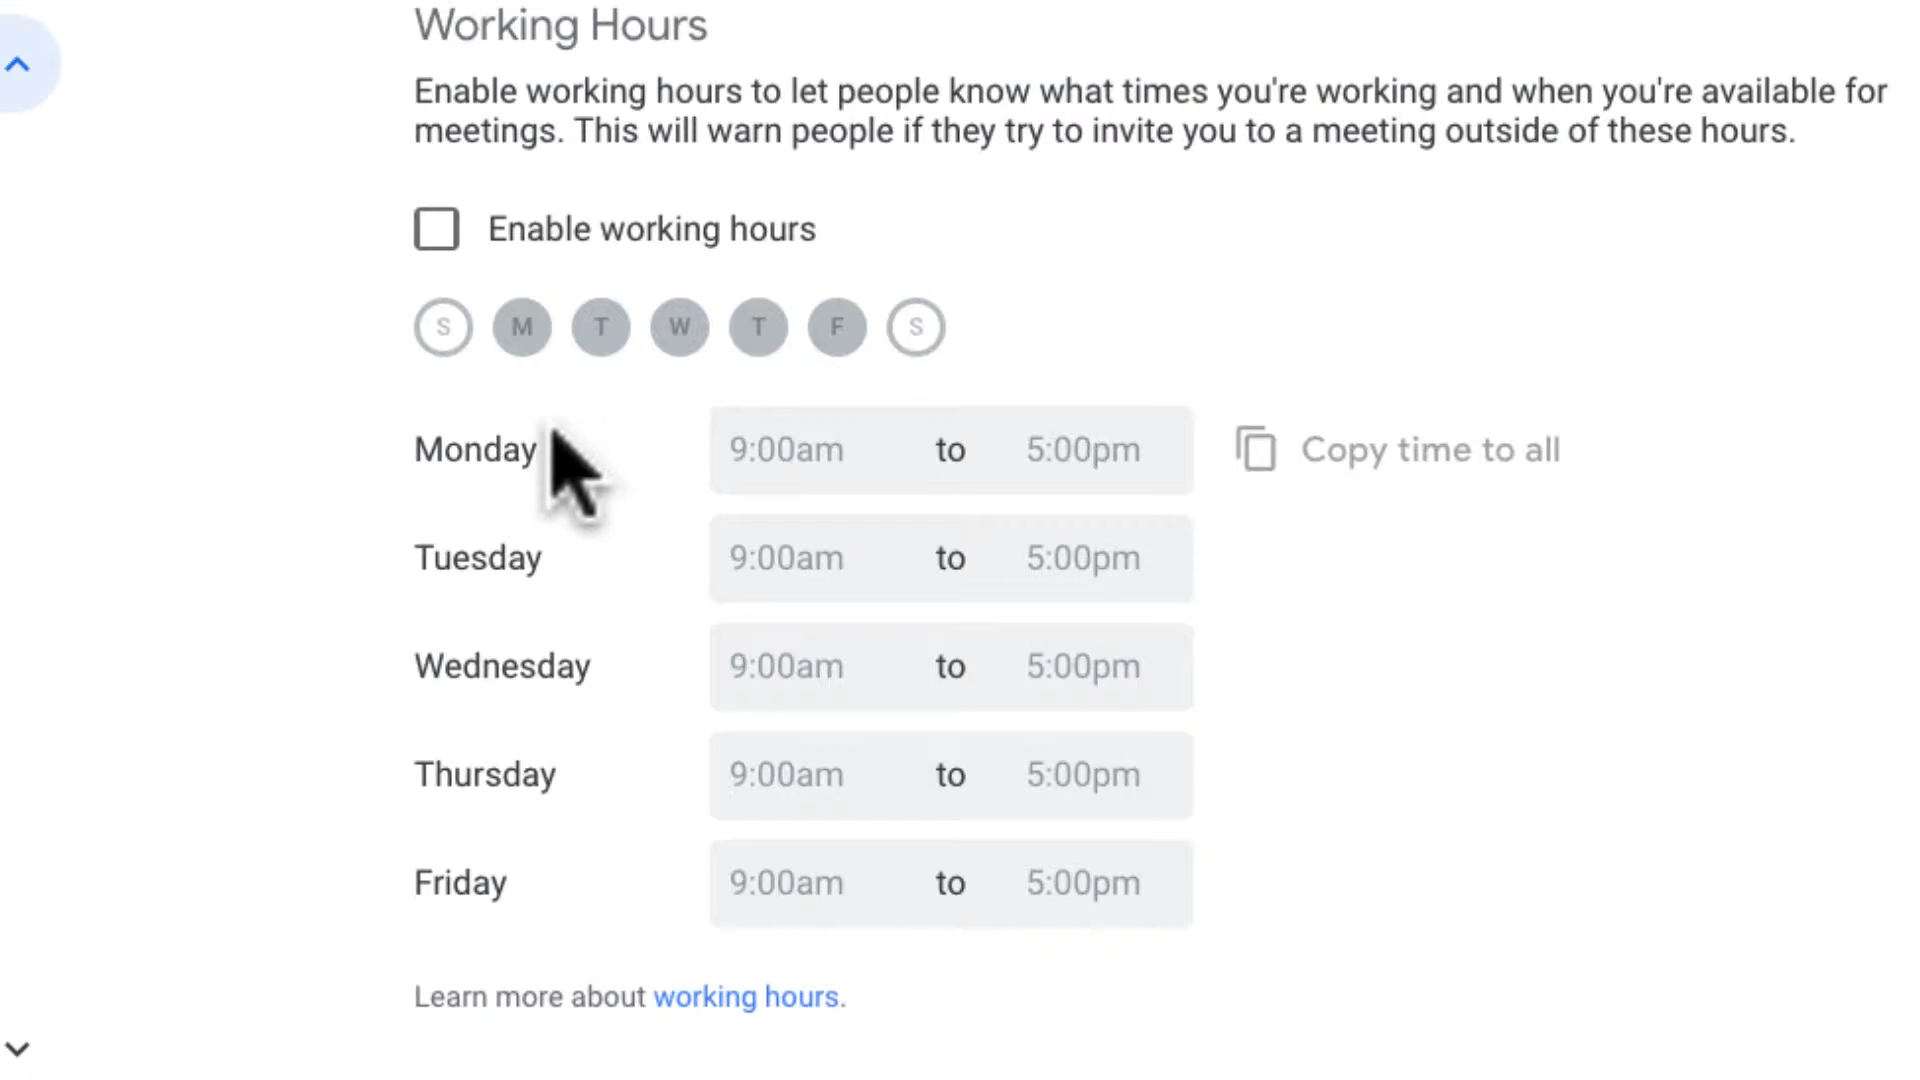 Working Hours
Enable working hours to let people know what times you're working and when you're available for
meetings. This will warn people if they try to invite you to a meeting outside of these hours.
Enable working hours
S M T W T F S
Monday 9:00am to 5:00pm Copy time to all
Tuesday 9:00am to 5:00pm
Wednesday 9:00am to 5:00pm
Thursday 9:00am to 5:00pm
Friday 9:00am to 5:00pm
Learn more about working hours.